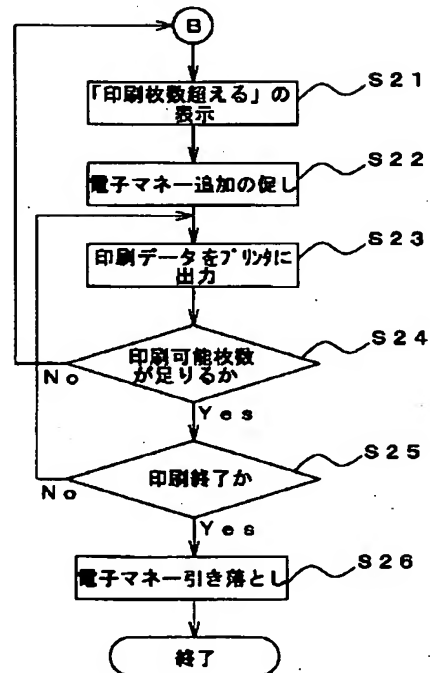 B
S21
「印刷枚数超える」の
表示
S22
電子マネー追加の促し
S23
印刷データをプリンタに
出力
S24
印刷可能枚数
が足りるか
No
Yes
S25
印刷終了か
No
Yes
S26
電子マネー引き落とし
終了